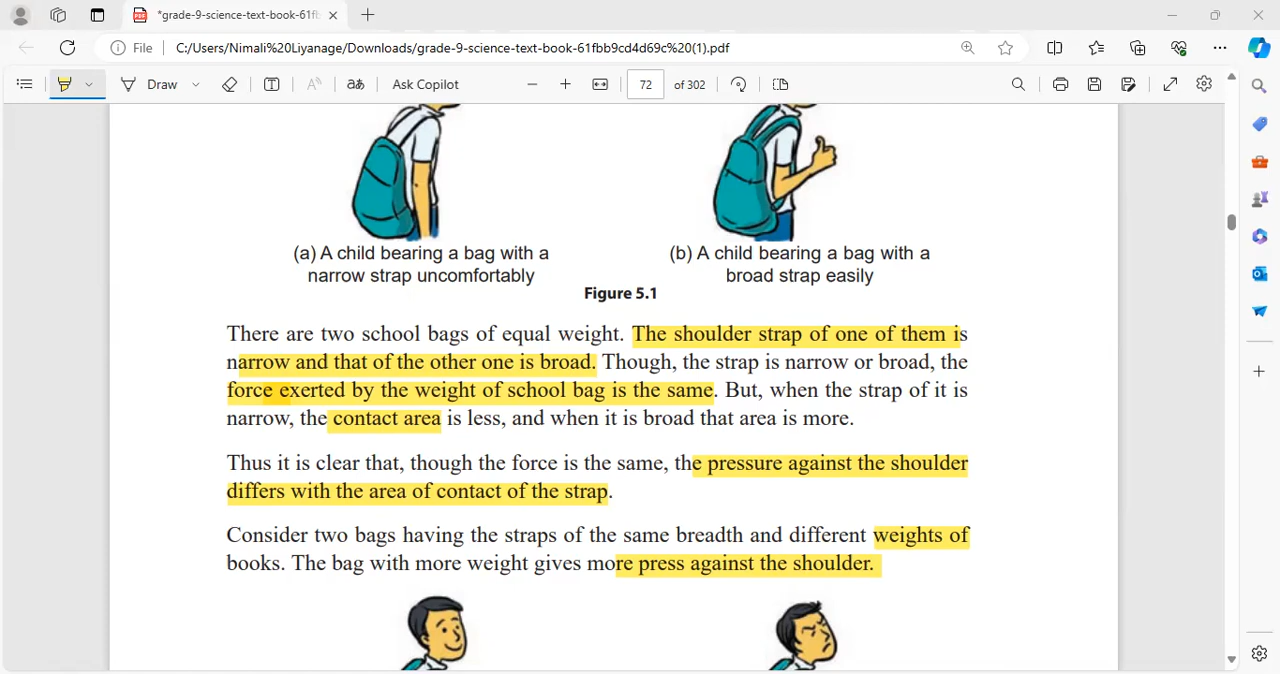 *grade-9-science-text-book-61fb
File
C:/Users/Nimali%20Liyanage/Downloads/grade-9-science-text-book-61fbb9cd4d69c%20(1).pdf
Draw
Ask Copilot
72 of 302
(a) A child bearing a bag with a
narrow strap uncomfortably
(b) A child bearing a bag with a
broad strap easily
Figure 5.1
There are two school bags of equal weight. The shoulder strap of one of them is
narrow and that of the other one is broad. Though, the strap is narrow or broad, the
force exerted by the weight of school bag is the same. But, when the strap of it is
narrow, the contact area is less, and when it is broad that area is more.
Thus it is clear that, though the force is the same, the pressure against the shoulder
differs with the area of contact of the strap.
Consider two bags having the straps of the same breadth and different weights of
books. The bag with more weight gives more press against the shoulder.